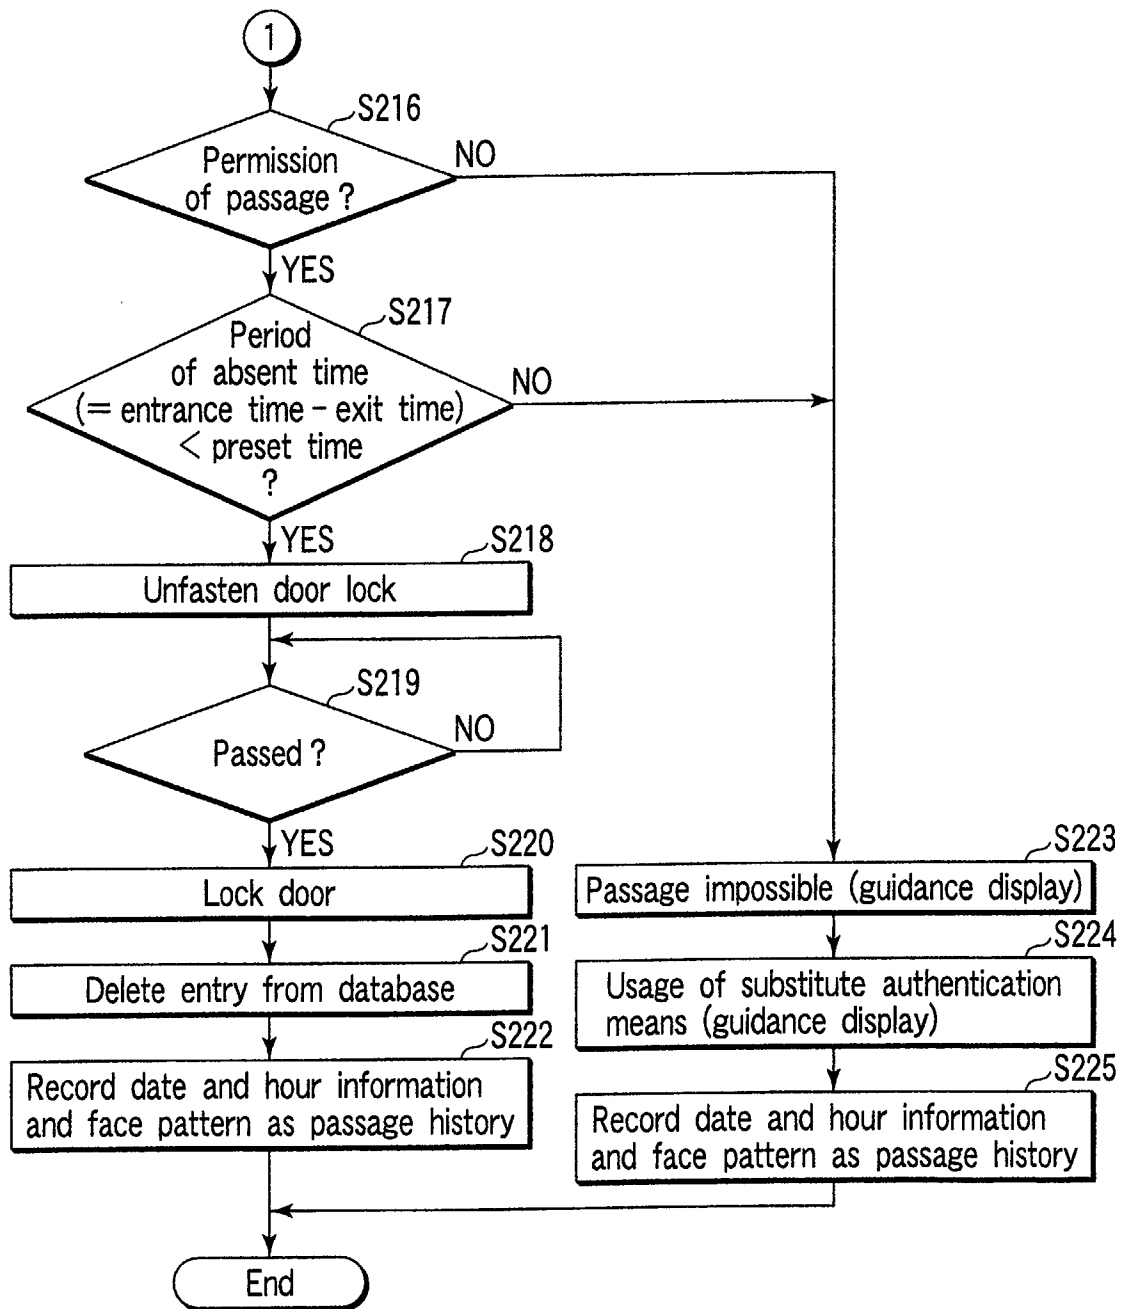 1
S216
Permission
of passage ?
NO
YES
S217
Period
of absent time
(= entrance time – exit time)
< preset time
?
NO
YES
S218
Unfasten door lock
S219
Passed ?
NO
YES
S220
Lock door
S221
Delete entry from database
S222
Record date and hour information
and face pattern as passage history
S223
Passage impossible (guidance display)
S224
Usage of substitute authentication
means (guidance display)
S225
Record date and hour information
and face pattern as passage history
End